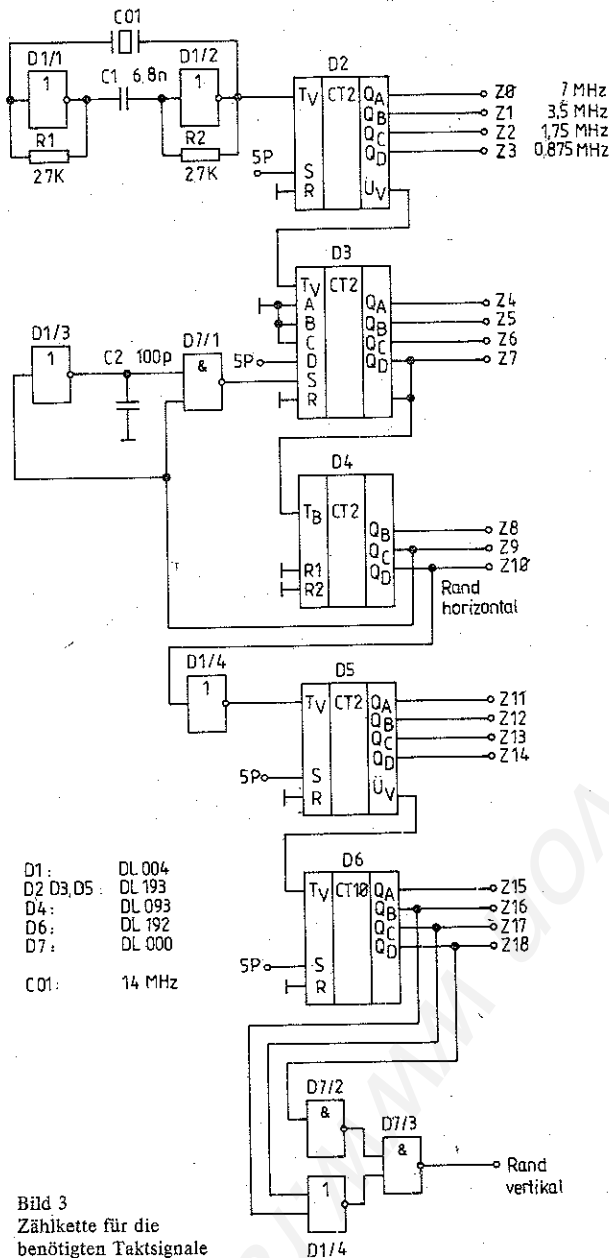 C01
D1/1
C1 6,8n
D1/2
1
1
R1
27K
R2
27K
D2
TV CT2 QA Z0 7 MHz
QB Z1 3,5 MHz
QC Z2 1,75 MHz
QD Z3 0,875 MHz
5P
S ÜV
R
D3
TV CT2
A QA Z4
B QB Z5
C QC Z6
5P D QD Z7
S
R
D1/3
1
C2 100p
D7/1
&
D4
TB CT2
QB Z8
QC Z9
R1 QD Z10
R2
Rand
horizontal
D1/4
1
D5
TV CT2 QA Z11
QB Z12
QC Z13
QD Z14
5P S ÜV
R
D6
TV CT10 QA Z15
QB Z16
QC Z17
QD Z18
5P S
R
D1: DL 004
D2 D3, D5: DL 193
D4: DL 093
D6: DL 192
D7: DL 000
C01: 14 MHz
D7/2
&
D7/3
&
1
D1/4
Rand
vertikal
Bild 3
Zählkette für die
benötigten Taktsignale